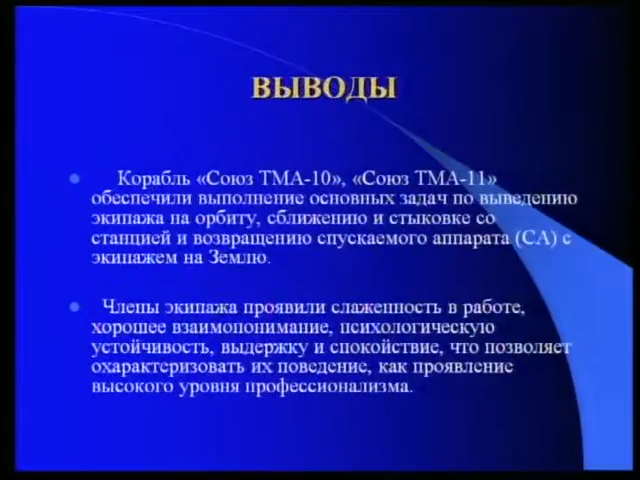 ВЫВОДЫ
Корабль «Союз ТМА-10», «Союз ТМА-11»
обеспечили выполнение основных задач по выведению
экипажа на орбиту, сближению и стыковке со
станцией и возвращению спускаемого аппарата (СА) с
экипажем на Землю.
Члены экипажа проявили слаженность в работе,
хорошее взаимопонимание, психологическую
устойчивость, выдержку и спокойствие, что позволяет
охарактеризовать их поведение, как проявление
высокого уровня профессионализма.